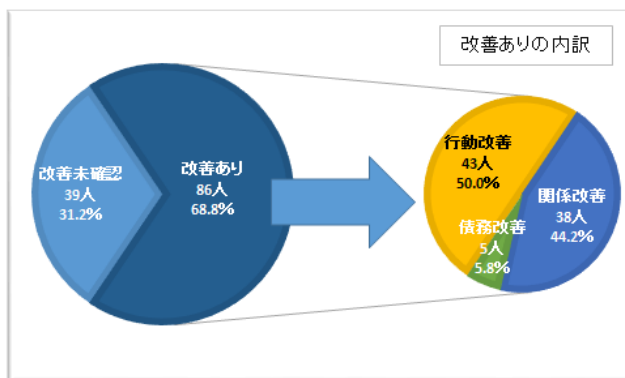 改善ありの内訳
改善未確認
39人
31.2%
改善あり
86人
68.8%
行動改善
43人
50.0%
関係改善
38人
44.2%
債務改善
5人
5.8%